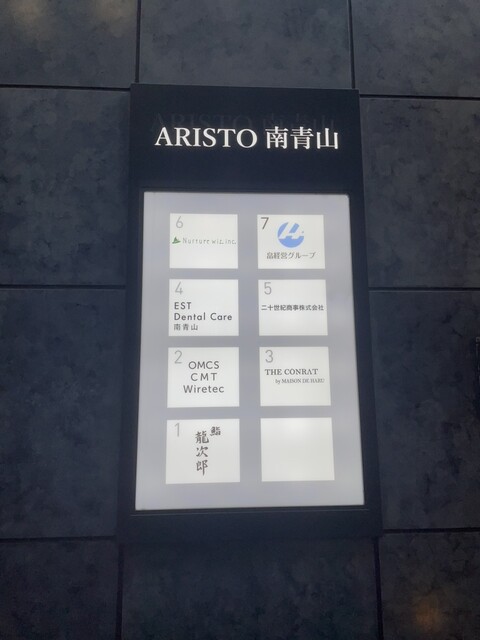 ARISTO 南青山
6
Nurture wiz. inc.
7
畠経営グループ
4
EST
Dental Care
南青山
5
二十世紀商事株式会社
2
OMCS
CMT
Wiretec
3
THE CONRAT
by MAISON DE HARU
1
鮨
龍次郎